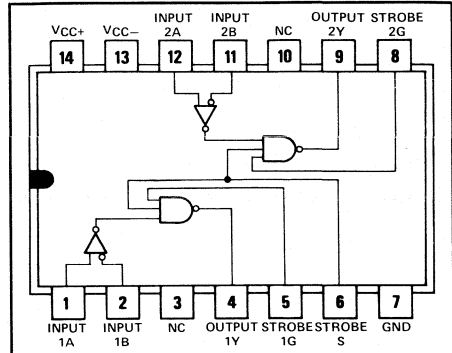 VCC+ VCC– INPUT 2A INPUT 2B NC OUTPUT 2Y STROBE 2G
14 13 12 11 10 9 8
1 2 3 4 5 6 7
INPUT 1A INPUT 1B NC OUTPUT 1Y STROBE 1G STROBE S GND